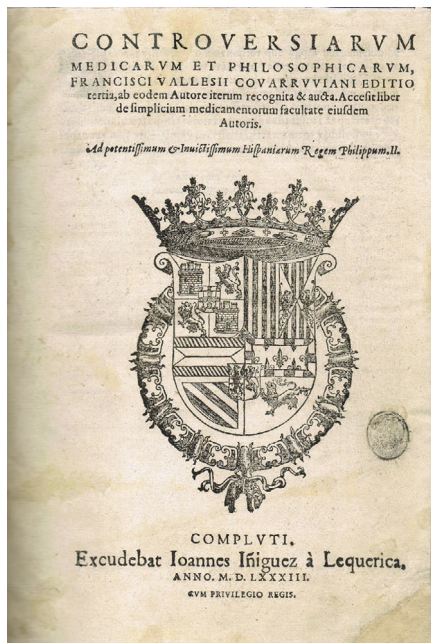 CONTROVERSIARVM
MEDICARVM ET PHILOSOPHICARVM,
FRANCISCI VALLESII COVARRVVIANI EDITIO
tertia, ab eodem Autore iterum recognita & aucta. Accessit liber
de simplicium medicamentorum facultate eiusdem
Autoris.
Ad potentissimum & Inuictissimum Hispaniarum Regem Philippum. II.
COMPLVTI.
Excudebat Ioannes Iñiguez à Lequerica.
ANNO. M. D. LXXXIII.
CVM PRIVILEGIO REGIS.